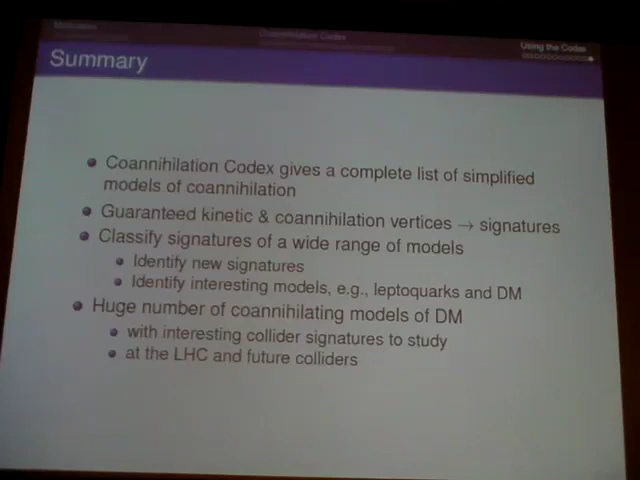 Motivation
Coannihilation Codex
Using the Codex
Summary
Coannihilation Codex gives a complete list of simplified
models of coannihilation
Guaranteed kinetic & coannihilation vertices → signatures
Classify signatures of a wide range of models
Identify new signatures
Identify interesting models, e.g., leptoquarks and DM
Huge number of coannihilating models of DM
with interesting collider signatures to study
at the LHC and future colliders